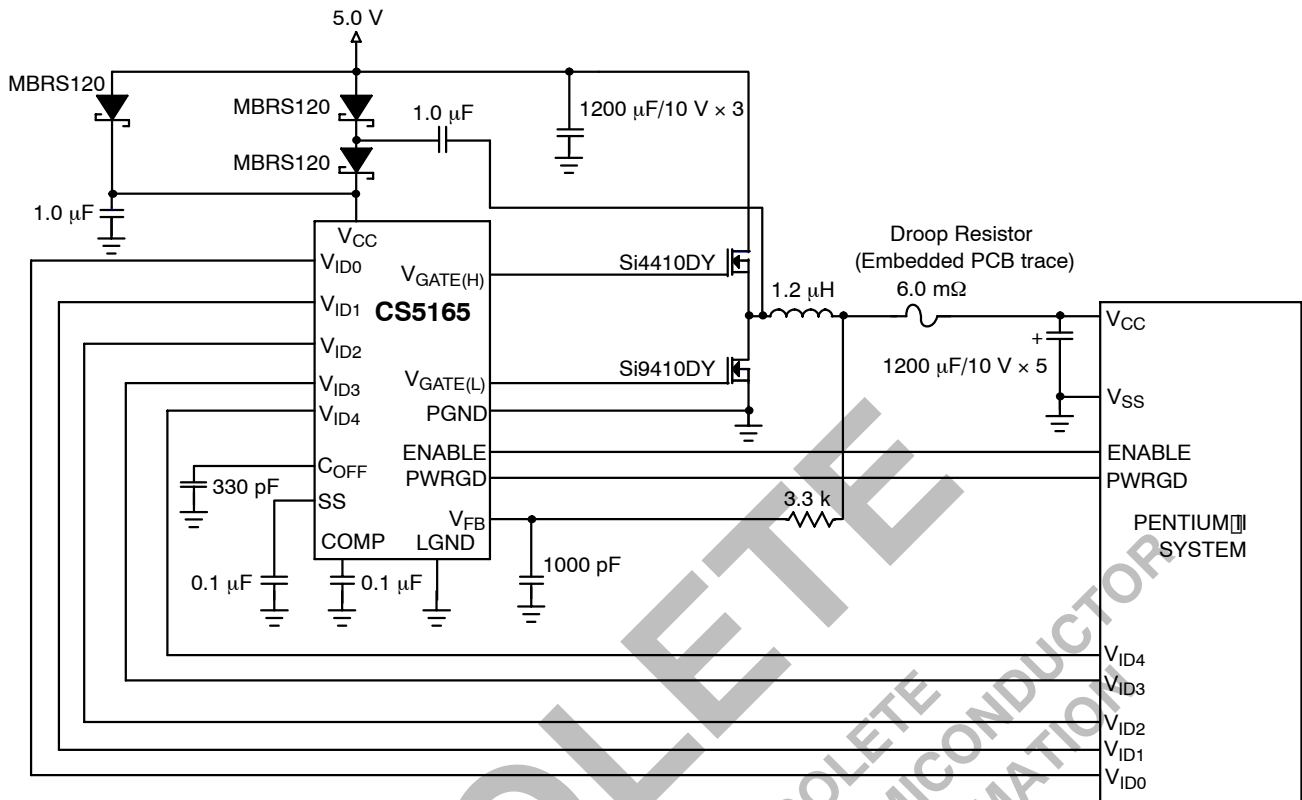 5.0 V
MBRS120
MBRS120
1.0 μF
1200 μF/10 V × 3
MBRS120
1.0 μF
VCC
VID0
VGATE(H)
Si4410DY
Droop Resistor
(Embedded PCB trace)
6.0 mΩ
1.2 μH
VID1
CS5165
VCC
VID2
+
1200 μF/10 V × 5
VID3
VGATE(L)
Si9410DY
VID4
PGND
VSS
ENABLE
ENABLE
COFF
PWRGD
PWRGD
330 pF
SS
3.3 k
VFB
PENTIUM
SYSTEM
COMP
LGND
0.1 μF
0.1 μF
1000 pF
VID4
VID3
VID2
VID1
VID0